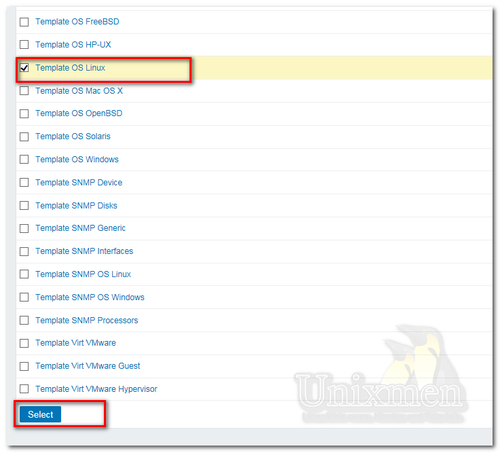 Template OS FreeBSD
Template OS HP-UX
Template OS Linux
Template OS Mac OS X
Template OS OpenBSD
Template OS Solaris
Template OS Windows
Template SNMP Device
Template SNMP Disks
Template SNMP Generic
Template SNMP Interfaces
Template SNMP OS Linux
Template SNMP OS Windows
Template SNMP Processors
Template Virt VMware
Template Virt VMware Guest
Template Virt VMware Hypervisor
Unixmen
Select